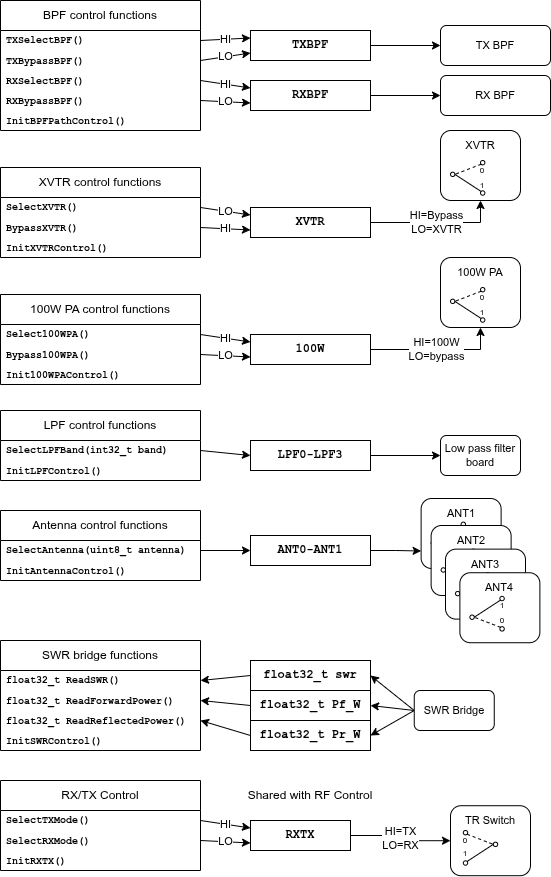 BPF control functions
TXSelectBPF()
TXBypassBPF()
RXSelectBPF()
RXBypassBPF()
InitBPFPathControl()
HI
LO
HI
LO
TXBPF
RXBPF
TX BPF
RX BPF
XVTR control functions
SelectXVTR()
BypassXVTR()
InitXVTRControl()
LO
HI
XVTR
HI=Bypass
LO=XVTR
XVTR
0
1
100W PA control functions
Select100WPA()
Bypass100WPA()
Init100WPAControl()
HI
LO
100W
HI=100W
LO=bypass
100W PA
0
1
LPF control functions
SelectLPFBand(int32_t band)
InitLPFControl()
LPF0-LPF3
Low pass filter
board
Antenna control functions
SelectAntenna(uint8_t antenna)
InitAntennaControl()
ANT0-ANT1
ANT1
ANT2
ANT3
ANT4
1
0
SWR bridge functions
float32_t ReadSWR()
float32_t ReadForwardPower()
float32_t ReadReflectedPower()
InitSWRControl()
float32_t swr
float32_t Pf_W
float32_t Pr_W
SWR Bridge
RX/TX Control
SelectTXMode()
SelectRXMode()
InitRXTX()
HI
LO
Shared with RF Control
RXTX
HI=TX
LO=RX
TR Switch
0
1